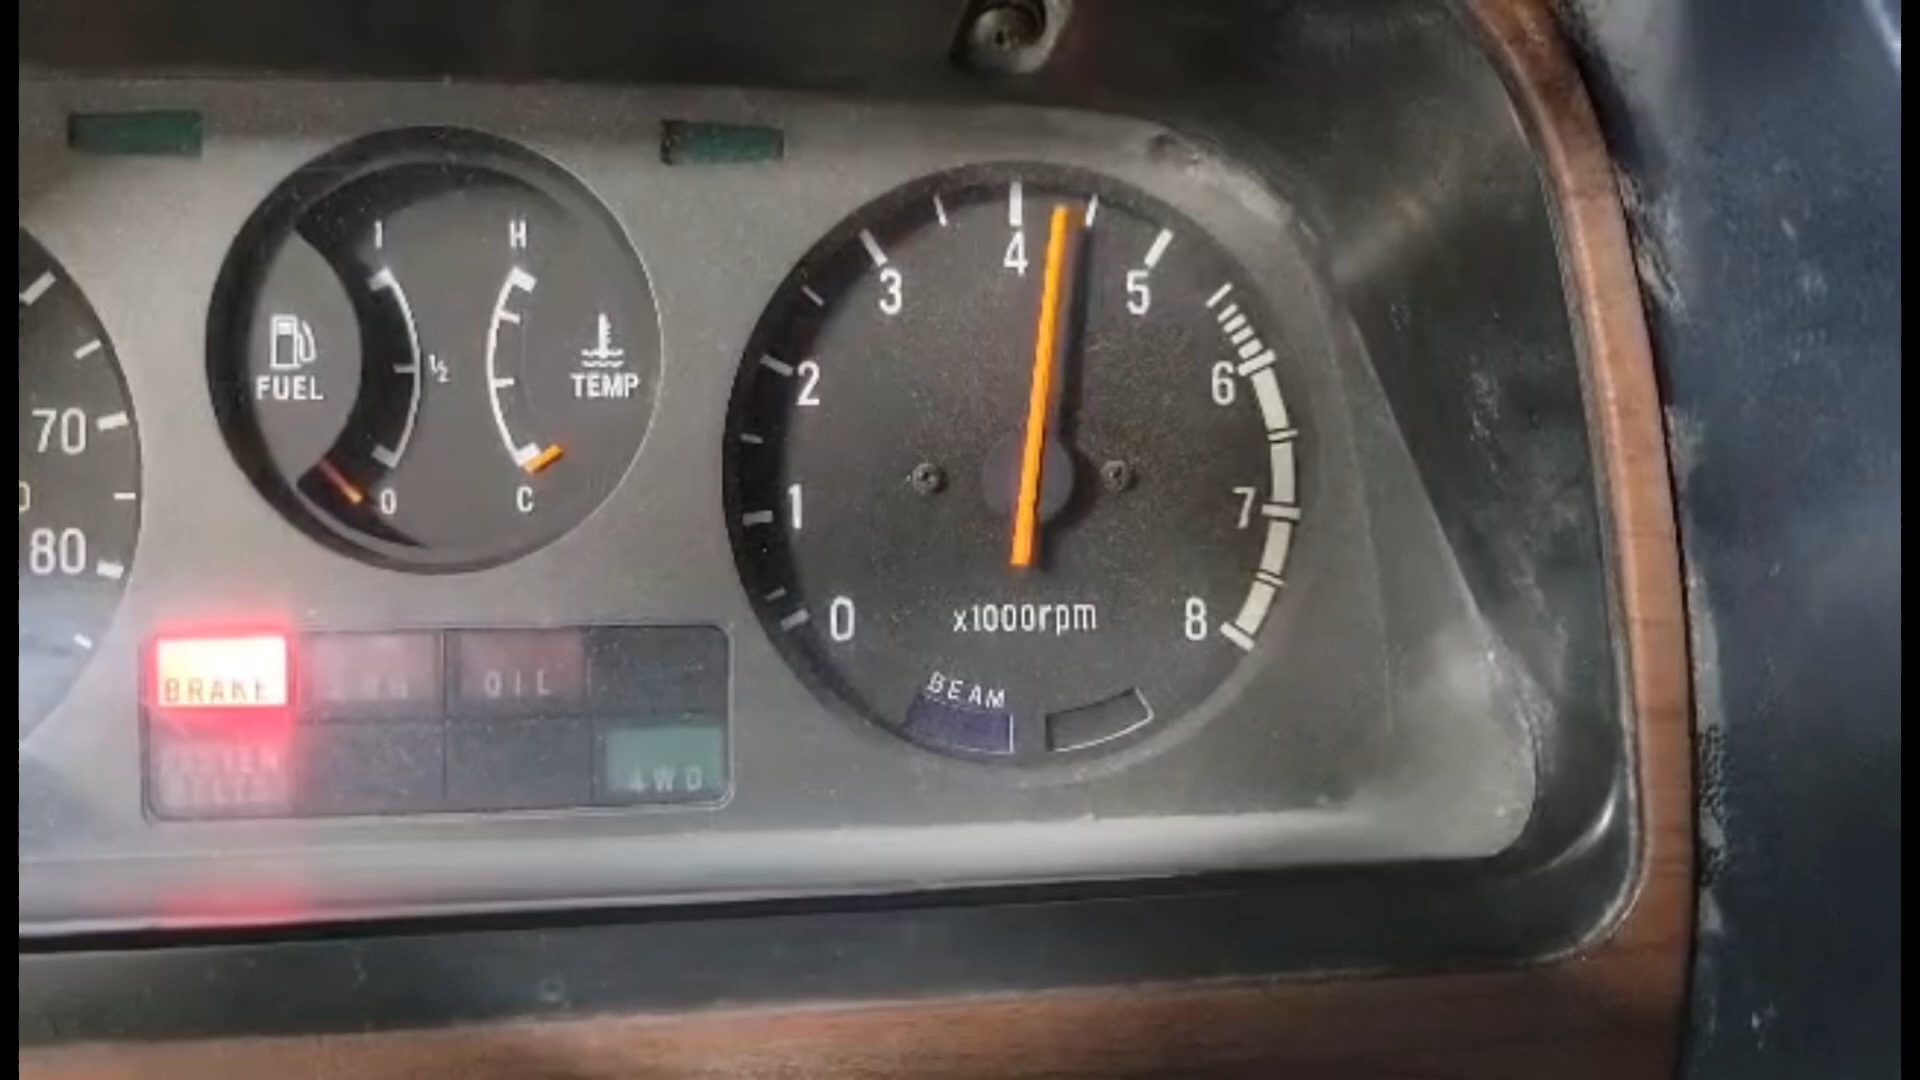 I H
½
FUEL TEMP
O C
70
80
4
3 5
2 6
1 7
0 8
x1000rpm
BRAKE OIL
4WD
BEAM